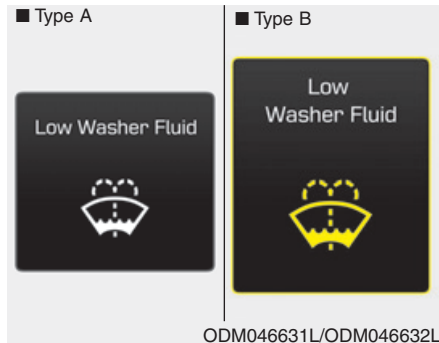 ■ Type A
Low Washer Fluid
■ Type B
Low
Washer Fluid
ODM046631L/ODM046632L